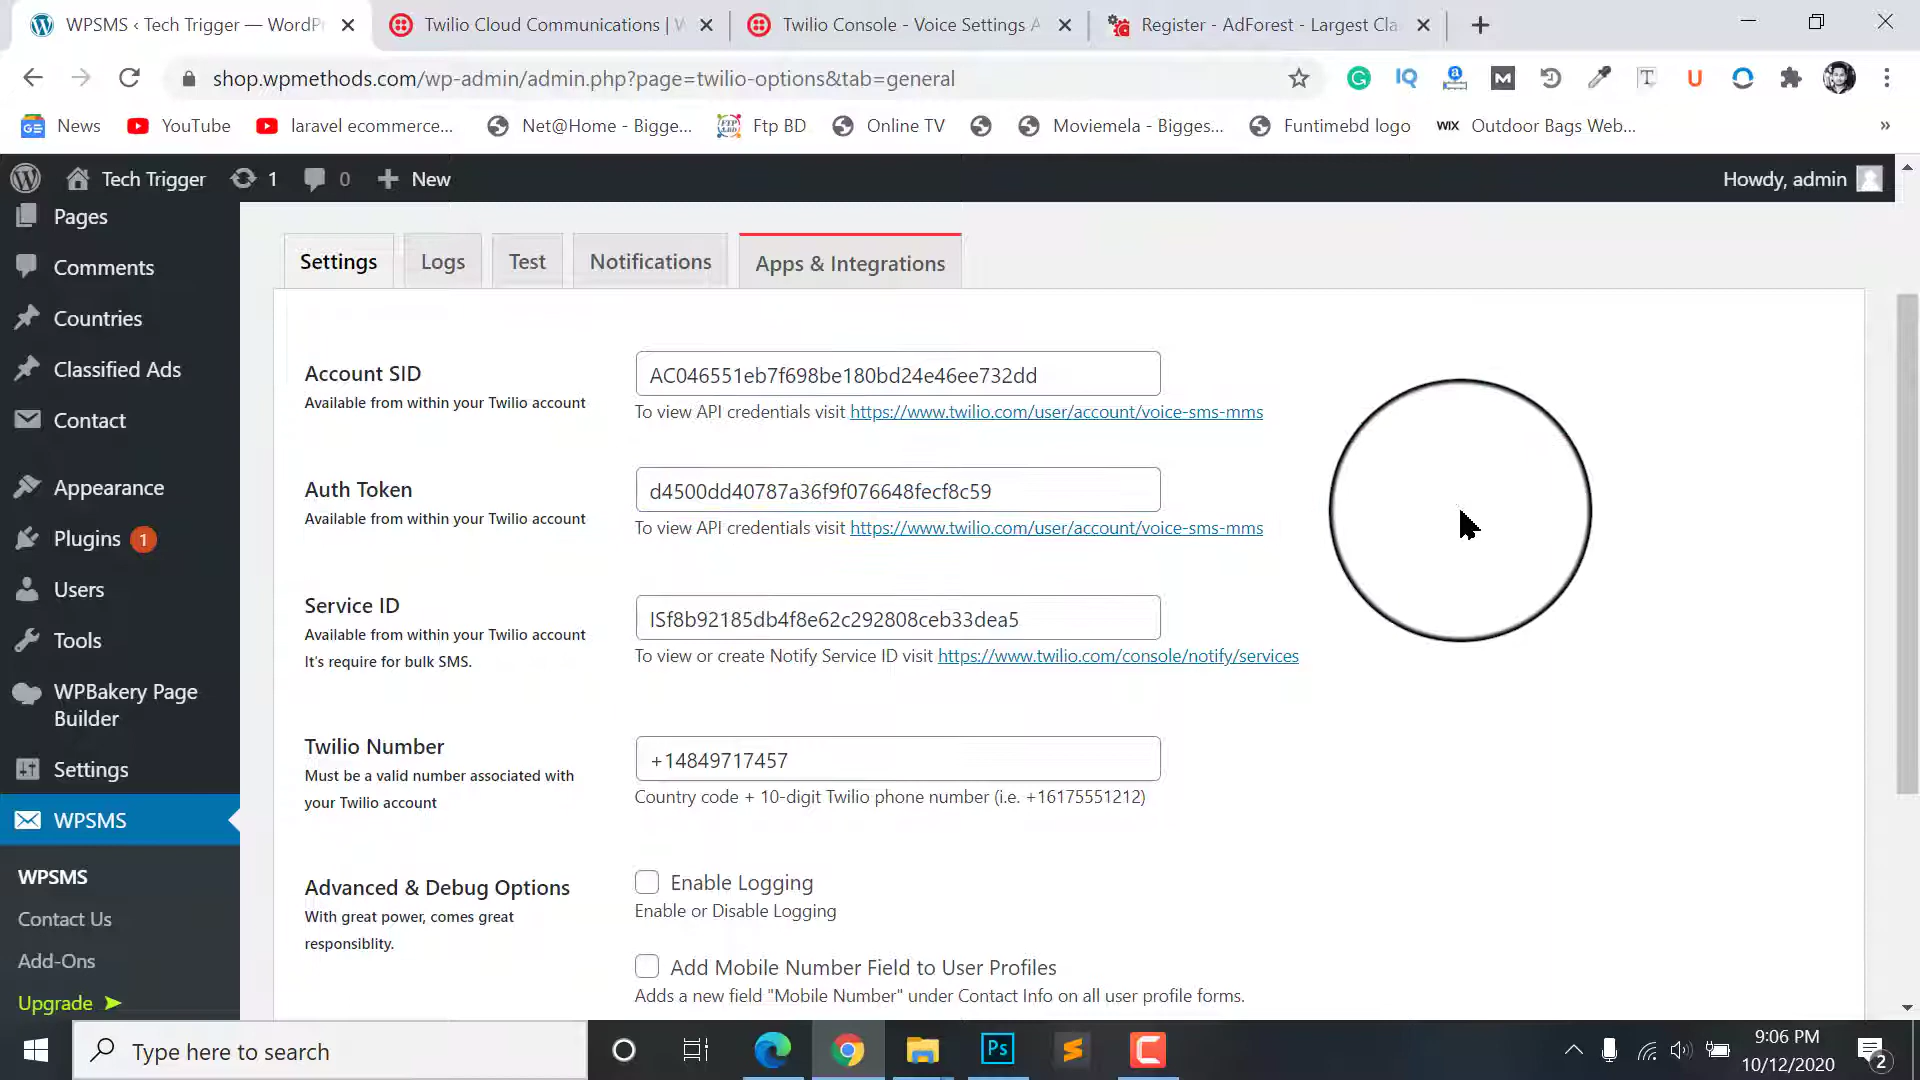 WPSMS ‹ Tech Trigger — WordPr
Twilio Cloud Communications | W
Twilio Console - Voice Settings A
Register - AdForest - Largest Cla
shop.wpmethods.com/wp-admin/admin.php?page=twilio-options&tab=general
News
YouTube
laravel ecommerce...
Net@Home - Bigge...
Ftp BD
Online TV
Moviemela - Bigges...
Funtimebd logo
WIX Outdoor Bags Web...
Tech Trigger
1
0
New
Howdy, admin
Pages
Comments
Countries
Classified Ads
Contact
Appearance
Plugins 1
Users
Tools
WPBakery Page
Builder
Settings
WPSMS
WPSMS
Contact Us
Add-Ons
Upgrade ➤
Settings
Logs
Test
Notifications
Apps & Integrations
Account SID
Available from within your Twilio account
AC046551eb7f698be180bd24e46ee732dd
To view API credentials visit https://www.twilio.com/user/account/voice-sms-mms
Auth Token
Available from within your Twilio account
d4500dd40787a36f9f076648fecf8c59
To view API credentials visit https://www.twilio.com/user/account/voice-sms-mms
Service ID
Available from within your Twilio account
It's require for bulk SMS.
ISf8b92185db4f8e62c292808ceb33dea5
To view or create Notify Service ID visit https://www.twilio.com/console/notify/services
Twilio Number
Must be a valid number associated with
your Twilio account
+14849717457
Country code + 10-digit Twilio phone number (i.e. +16175551212)
Advanced & Debug Options
With great power, comes great
responsiblity.
Enable Logging
Enable or Disable Logging
Add Mobile Number Field to User Profiles
Adds a new field "Mobile Number" under Contact Info on all user profile forms.
Type here to search
Ps
9:06 PM
10/12/2020
2